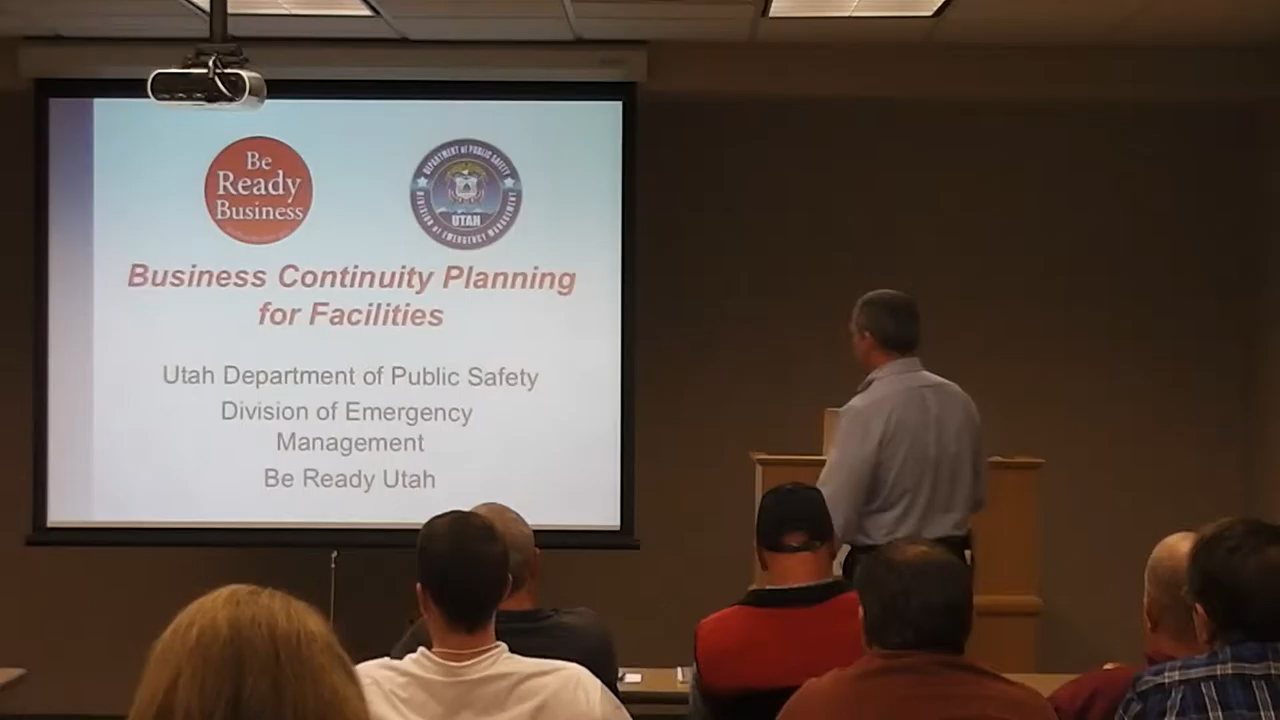 Be
Ready
Business
DEPARTMENT of PUBLIC SAFETY
UTAH
DIVISION of EMERGENCY MANAGEMENT
Business Continuity Planning
for Facilities
Utah Department of Public Safety
Division of Emergency
Management
Be Ready Utah